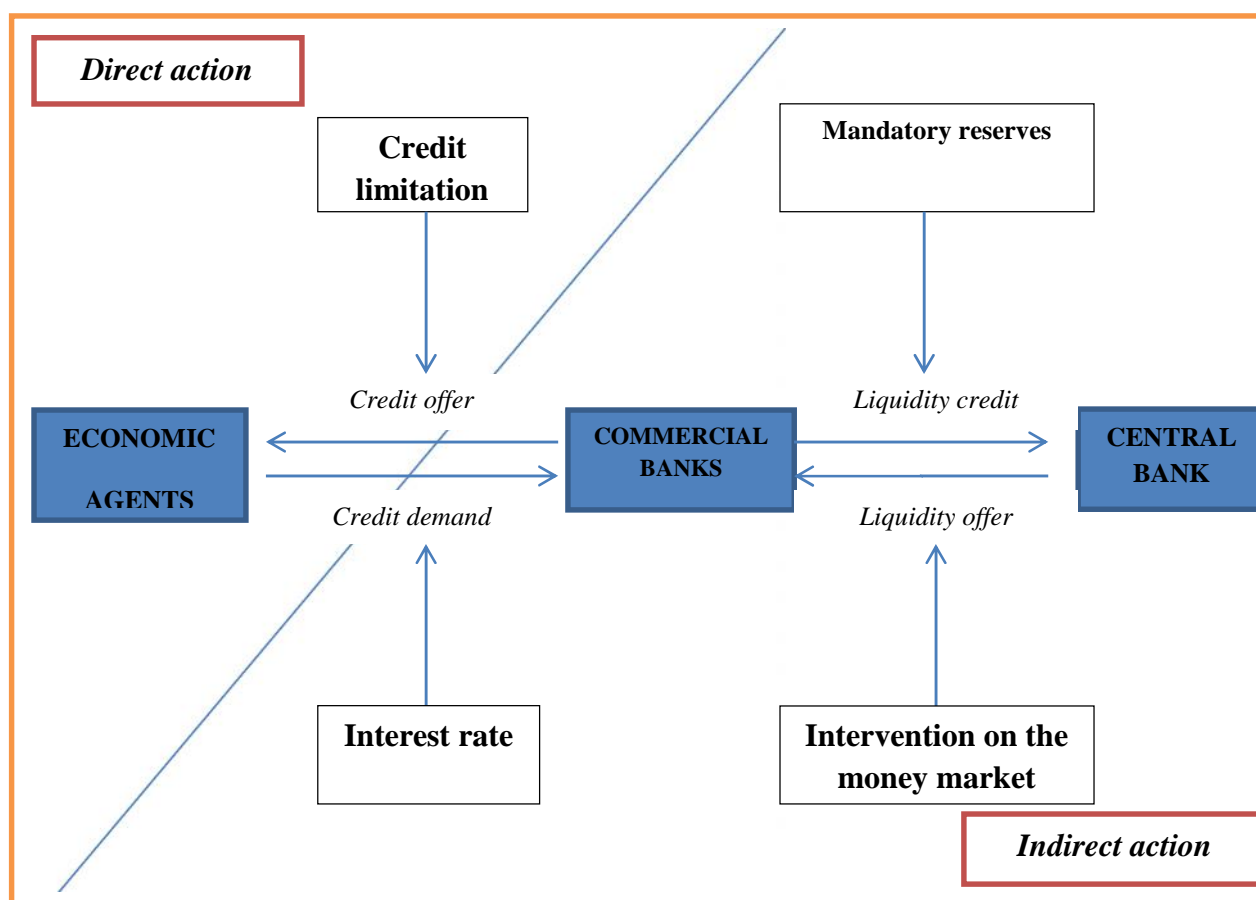 Direct action
Credit
limitation
Mandatory reserves
Credit offer
Liquidity credit
ECONOMIC
AGENTS
COMMERCIAL
BANKS
CENTRAL
BANK
Credit demand
Liquidity offer
Interest rate
Intervention on the
money market
Indirect action